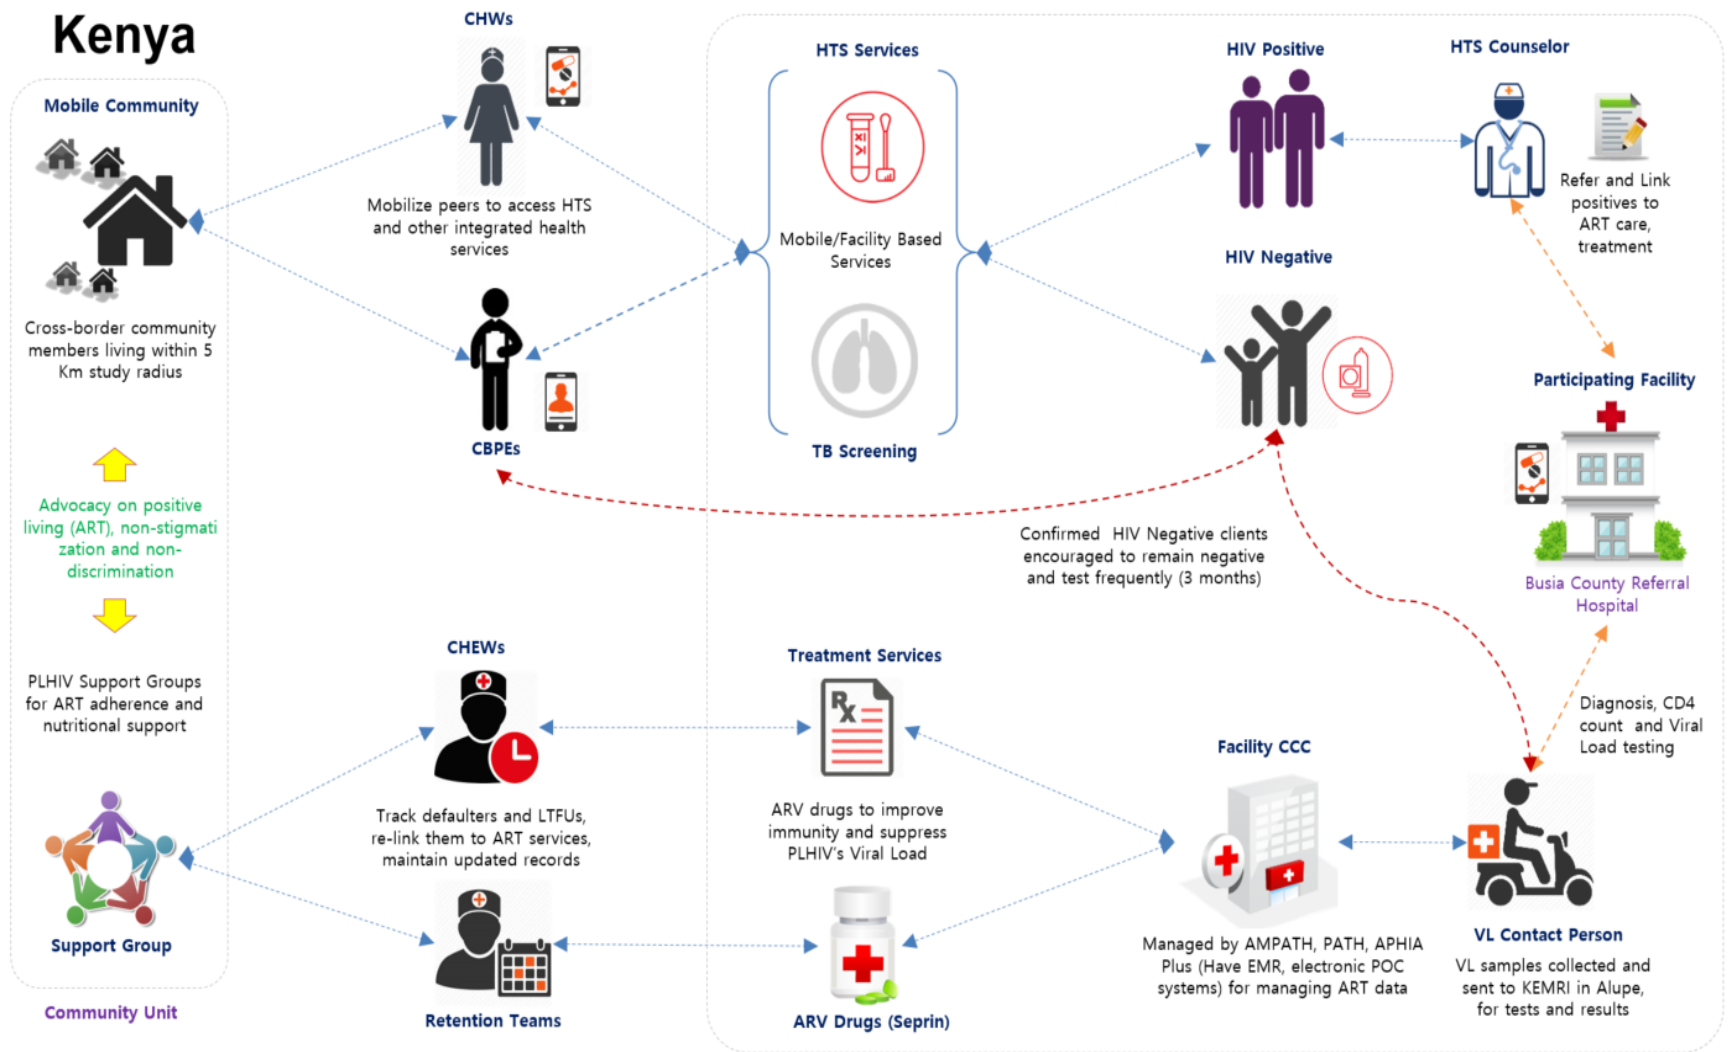 Kenya
Mobile Community
Cross-border community
members living within 5
Km study radius
Advocacy on positive
living (ART), non-stigmati
zation and non-
discrimination
PLHIV Support Groups
for ART adherence and
nutritional support
Support Group
Community Unit
CHWs
Mobilize peers to access HTS
and other integrated health
services
CBPEs
HTS Services
Mobile/Facility Based
Services
TB Screening
HIV Positive
HIV Negative
HTS Counselor
Refer and Link
positives to
ART care,
treatment
Participating Facility
Busia County Referral
Hospital
Confirmed HIV Negative clients
encouraged to remain negative
and test frequently (3 months)
Diagnosis, CD4
count and Viral
Load testing
CHEWs
Track defaulters and LTFUs,
re-link them to ART services,
maintain updated records
Retention Teams
Treatment Services
Rx
ARV drugs to improve
immunity and suppress
PLHIV's Viral Load
ARV Drugs (Seprin)
Facility CCC
Managed by AMPATH, PATH, APHIA
Plus (Have EMR, electronic POC
systems) for managing ART data
VL Contact Person
VL samples collected and
sent to KEMRI in Alupe,
for tests and results